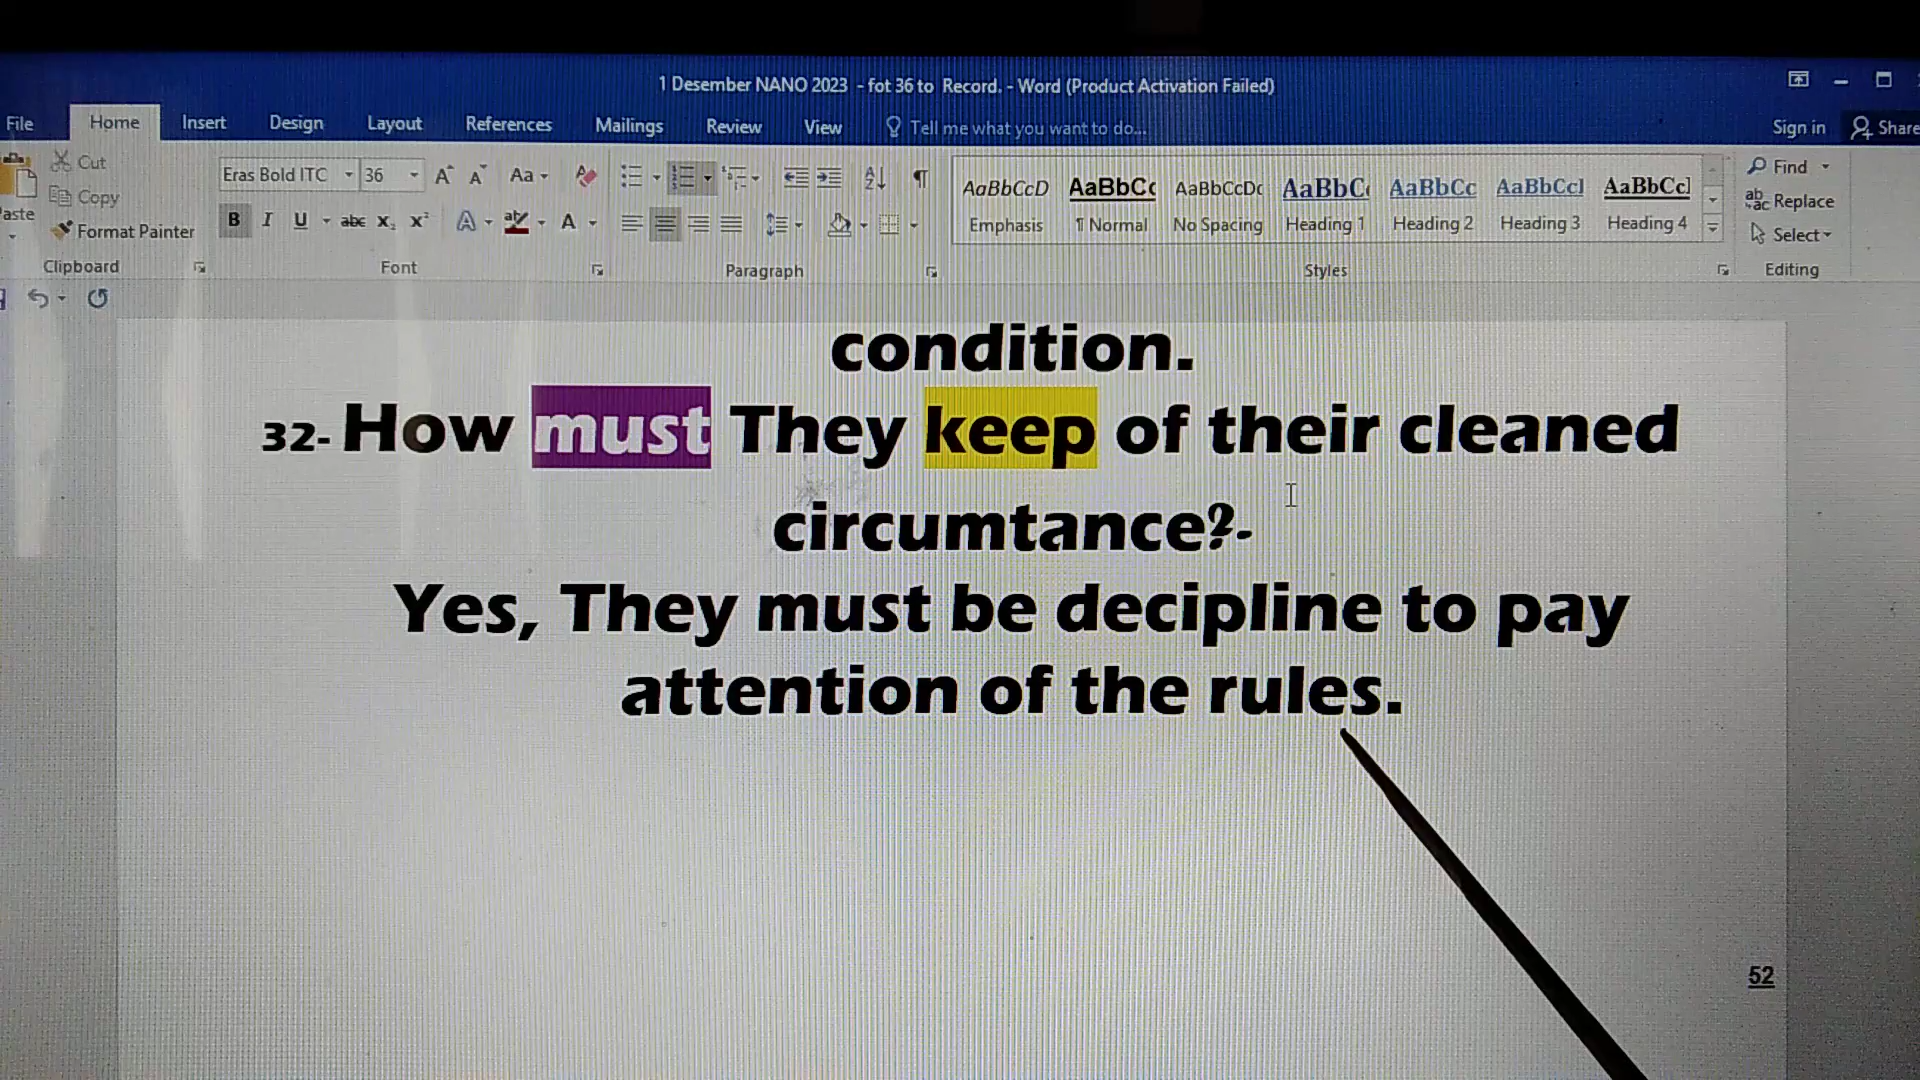 1 Desember NANO 2023 - fot 36 to Record. - Word (Product Activation Failed)
File Home Insert Design Layout References Mailings Review View Tell me what you want to do... Sign in Share
Cut
Copy
aste
Format Painter
Clipboard
Eras Bold ITC 36
Font
Paragraph
AaBbCcD AaBbCc AaBbCcDc AaBbC AaBbCc AaBbCcl AaBbCcl
Emphasis ¶ Normal No Spacing Heading 1 Heading 2 Heading 3 Heading 4
Styles
Find
Replace
Select
Editing
condition.
32- How must They keep of their cleaned
circumtance?-
Yes, They must be decipline to pay
attention of the rules.
52